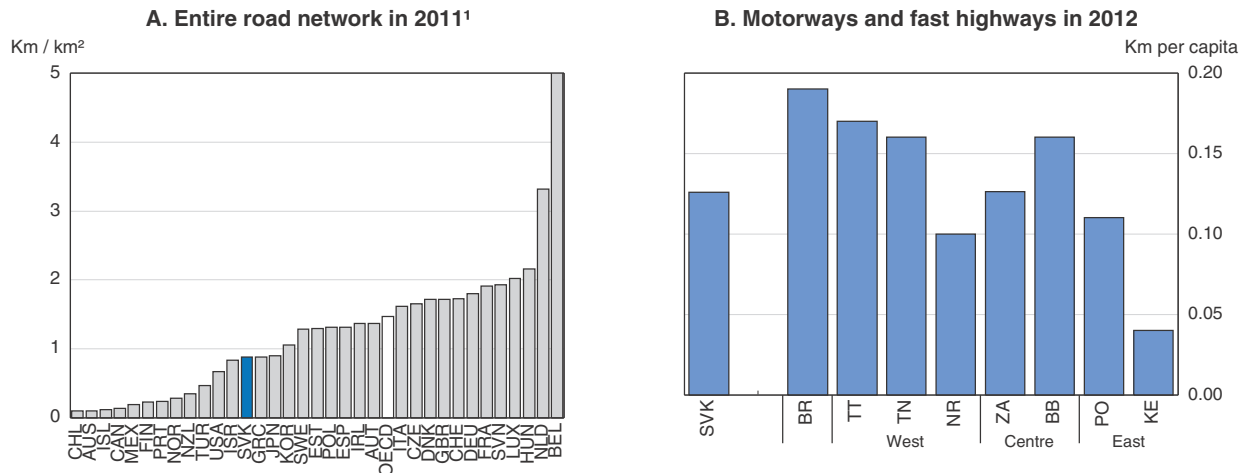 A. Entire road network in 2011¹
Km / km²
5
4
3
2
1
0
CHL
AUS
ISL
CAN
MEX
FIN
PRT
NOR
NZL
TUR
USA
ISR
SVK
GRC
JPN
KOR
SWE
EST
POL
ESP
IRL
AUT
OECD
ITA
CZE
DNK
GBR
CHE
DEU
FRA
SVN
LUX
HUN
NLD
BEL
B. Motorways and fast highways in 2012
Km per capita
0.20
0.15
0.10
0.05
0.00
SVK
BR
TT
TN
NR
ZA
BB
PO
KE
West
Centre
East